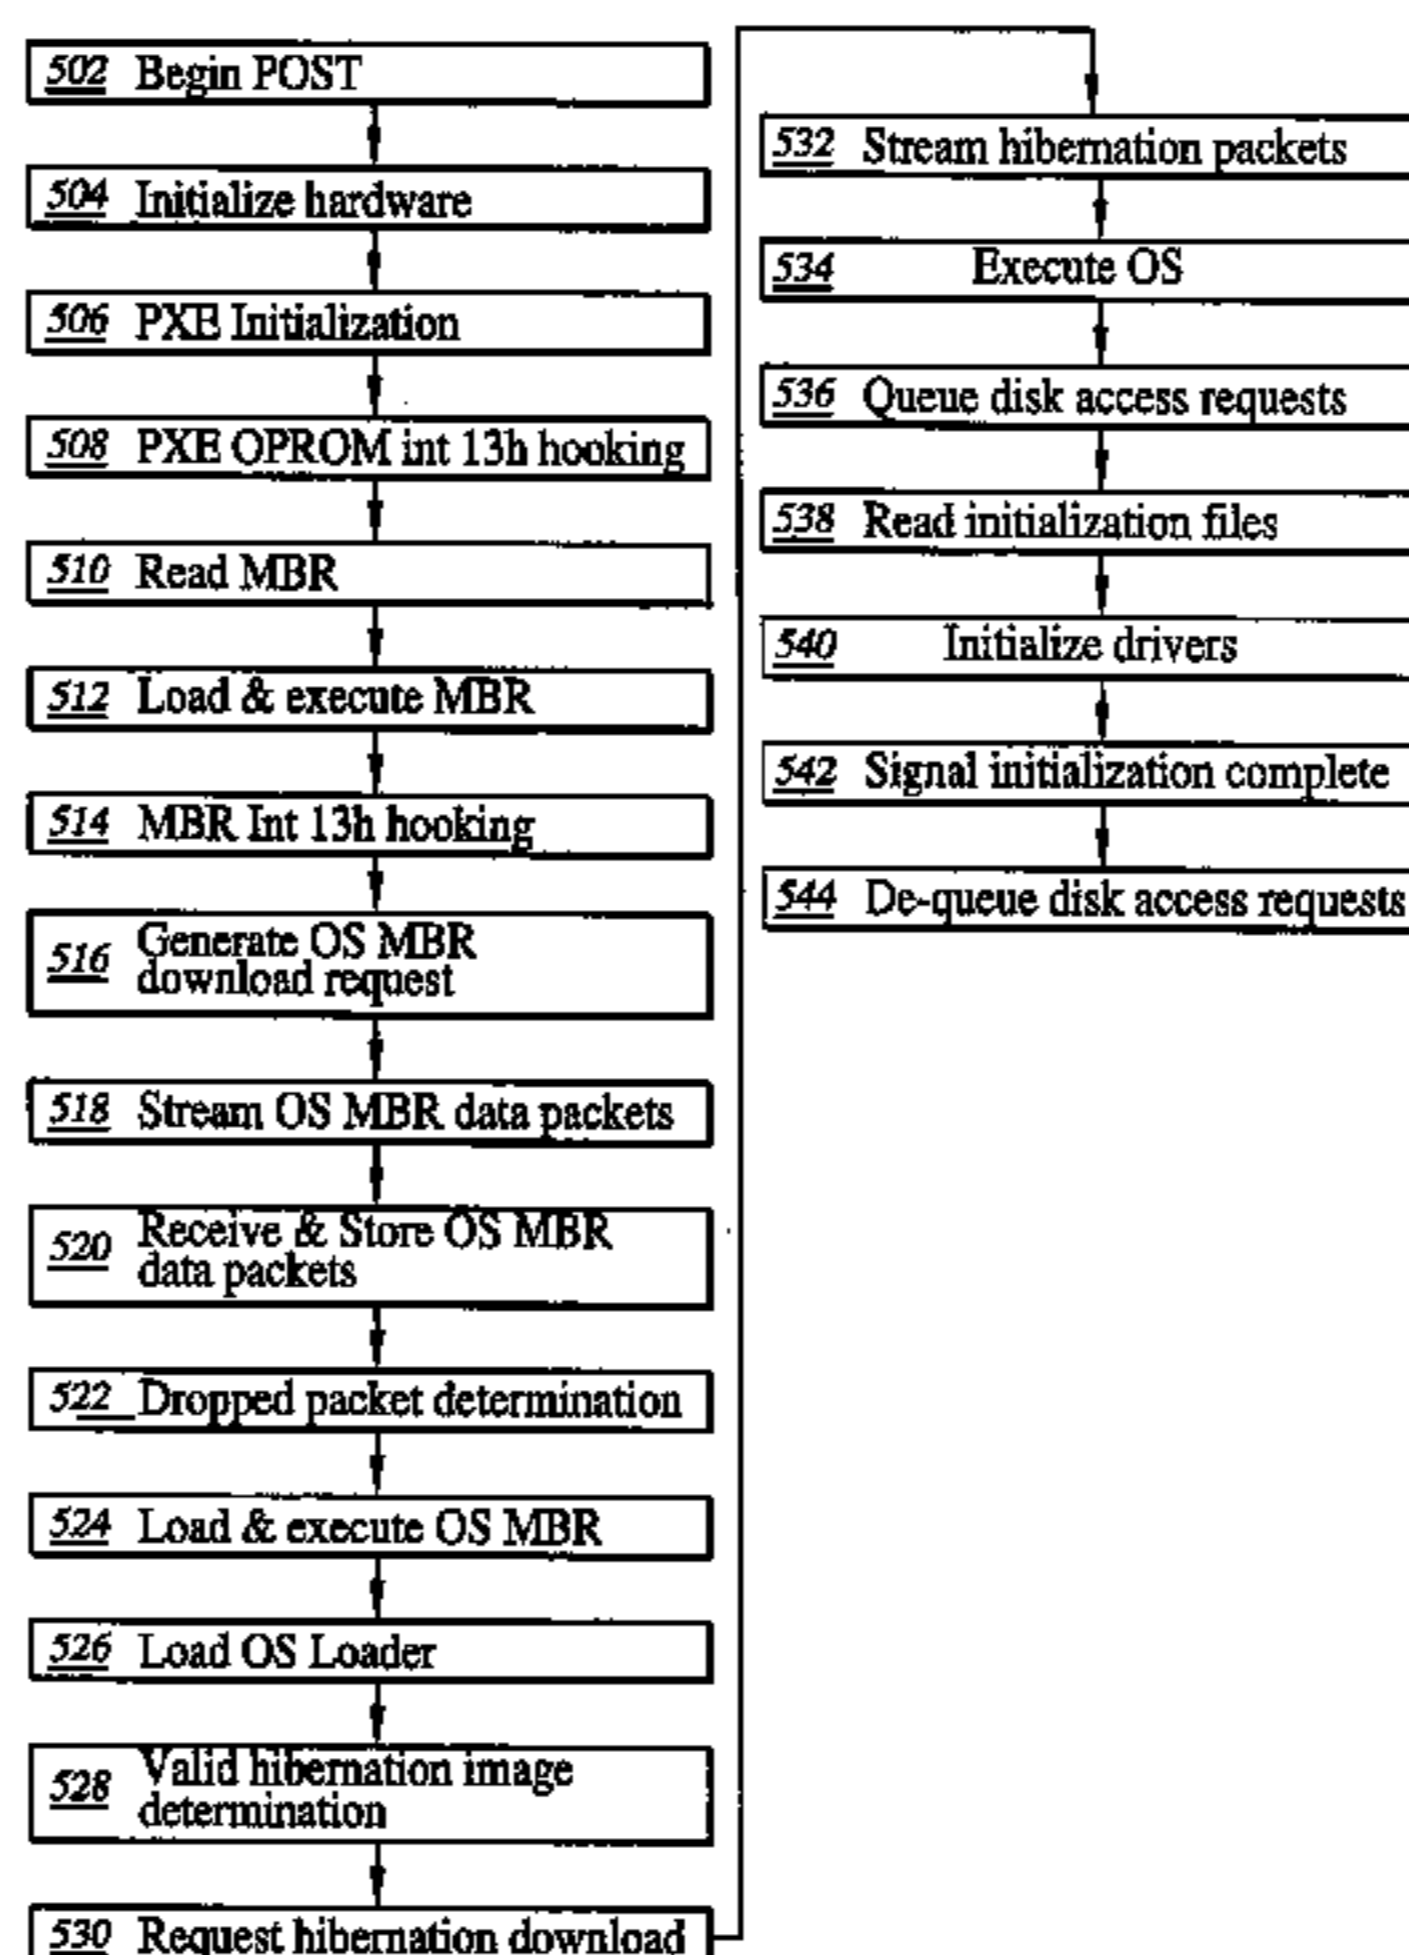 502 Begin POST
504 Initialize hardware
506 PXE Initialization
508 PXE OPROM int 13h hooking
510 Read MBR
512 Load & execute MBR
514 MBR Int 13h hooking
516 Generate OS MBR
download request
518 Stream OS MBR data packets
520 Receive & Store OS MBR
data packets
522 Dropped packet determination
524 Load & execute OS MBR
526 Load OS Loader
528 Valid hibernation image
determination
530 Request hibernation download
532 Stream hibernation packets
534 Execute OS
536 Queue disk access requests
538 Read initialization files
540 Initialize drivers
542 Signal initialization complete
544 De-queue disk access requests